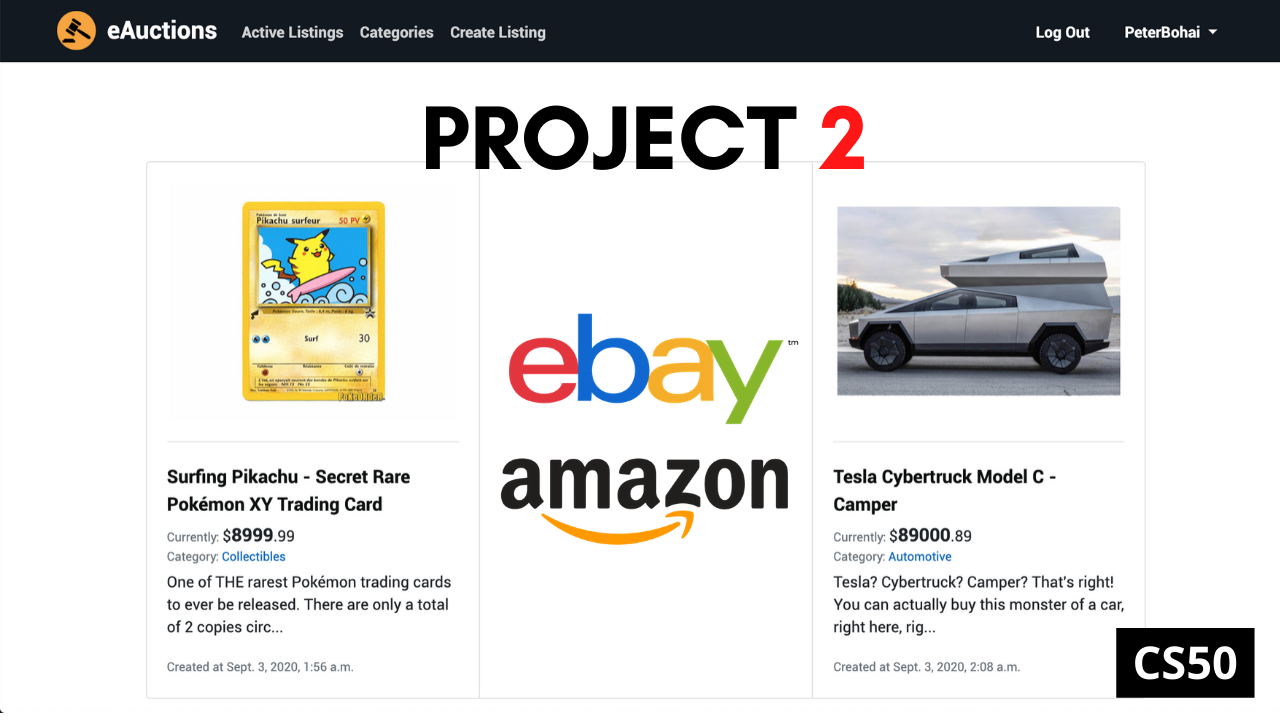 eAuctions Active Listings Categories Create Listing Log Out PeterBohai
PROJECT 2
Pikachu surfeur 50 PV
Surf 30
ebay™
amazon
Surfing Pikachu - Secret Rare
Pokémon XY Trading Card
Currently: $8999.99
Category: Collectibles
One of THE rarest Pokémon trading cards
to ever be released. There are only a total
of 2 copies circ...
Created at Sept. 3, 2020, 1:56 a.m.
Tesla Cybertruck Model C -
Camper
Currently: $89000.89
Category: Automotive
Tesla? Cybertruck? Camper? That's right!
You can actually buy this monster of a car,
right here, rig...
Created at Sept. 3, 2020, 2:08 a.m.
CS50